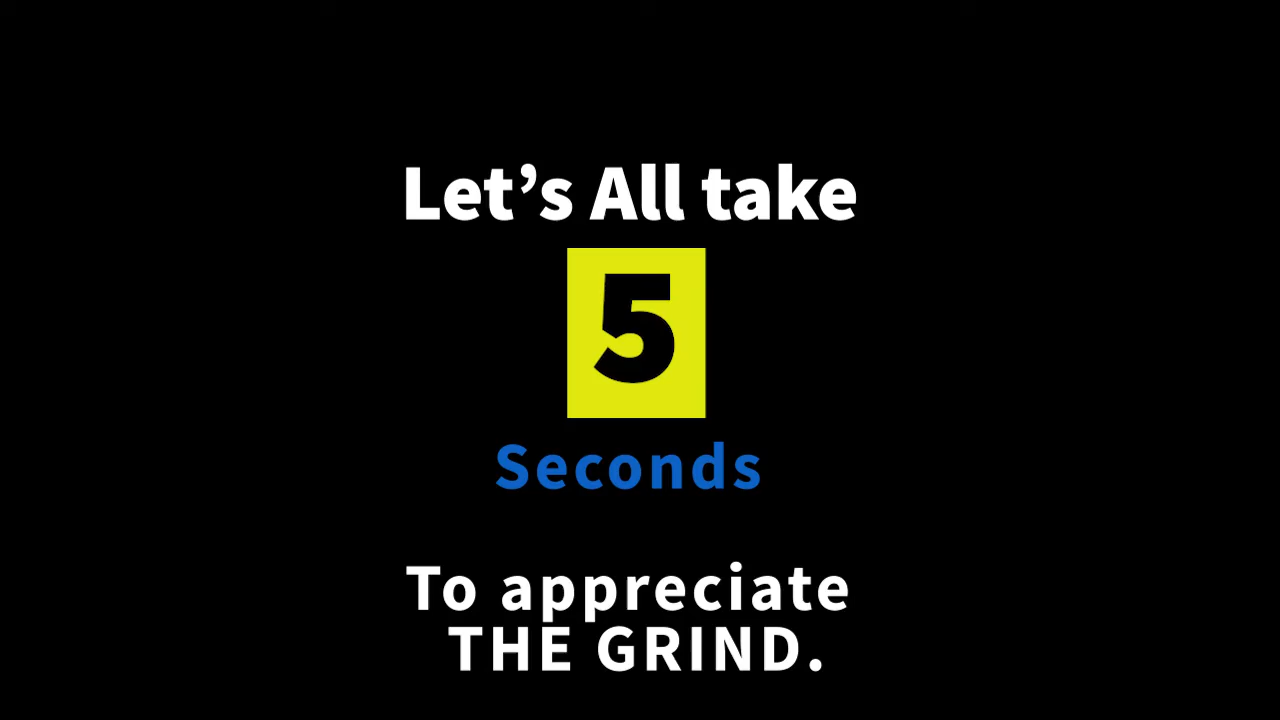 Let’s All take
5
Seconds
To appreciate
THE GRIND.